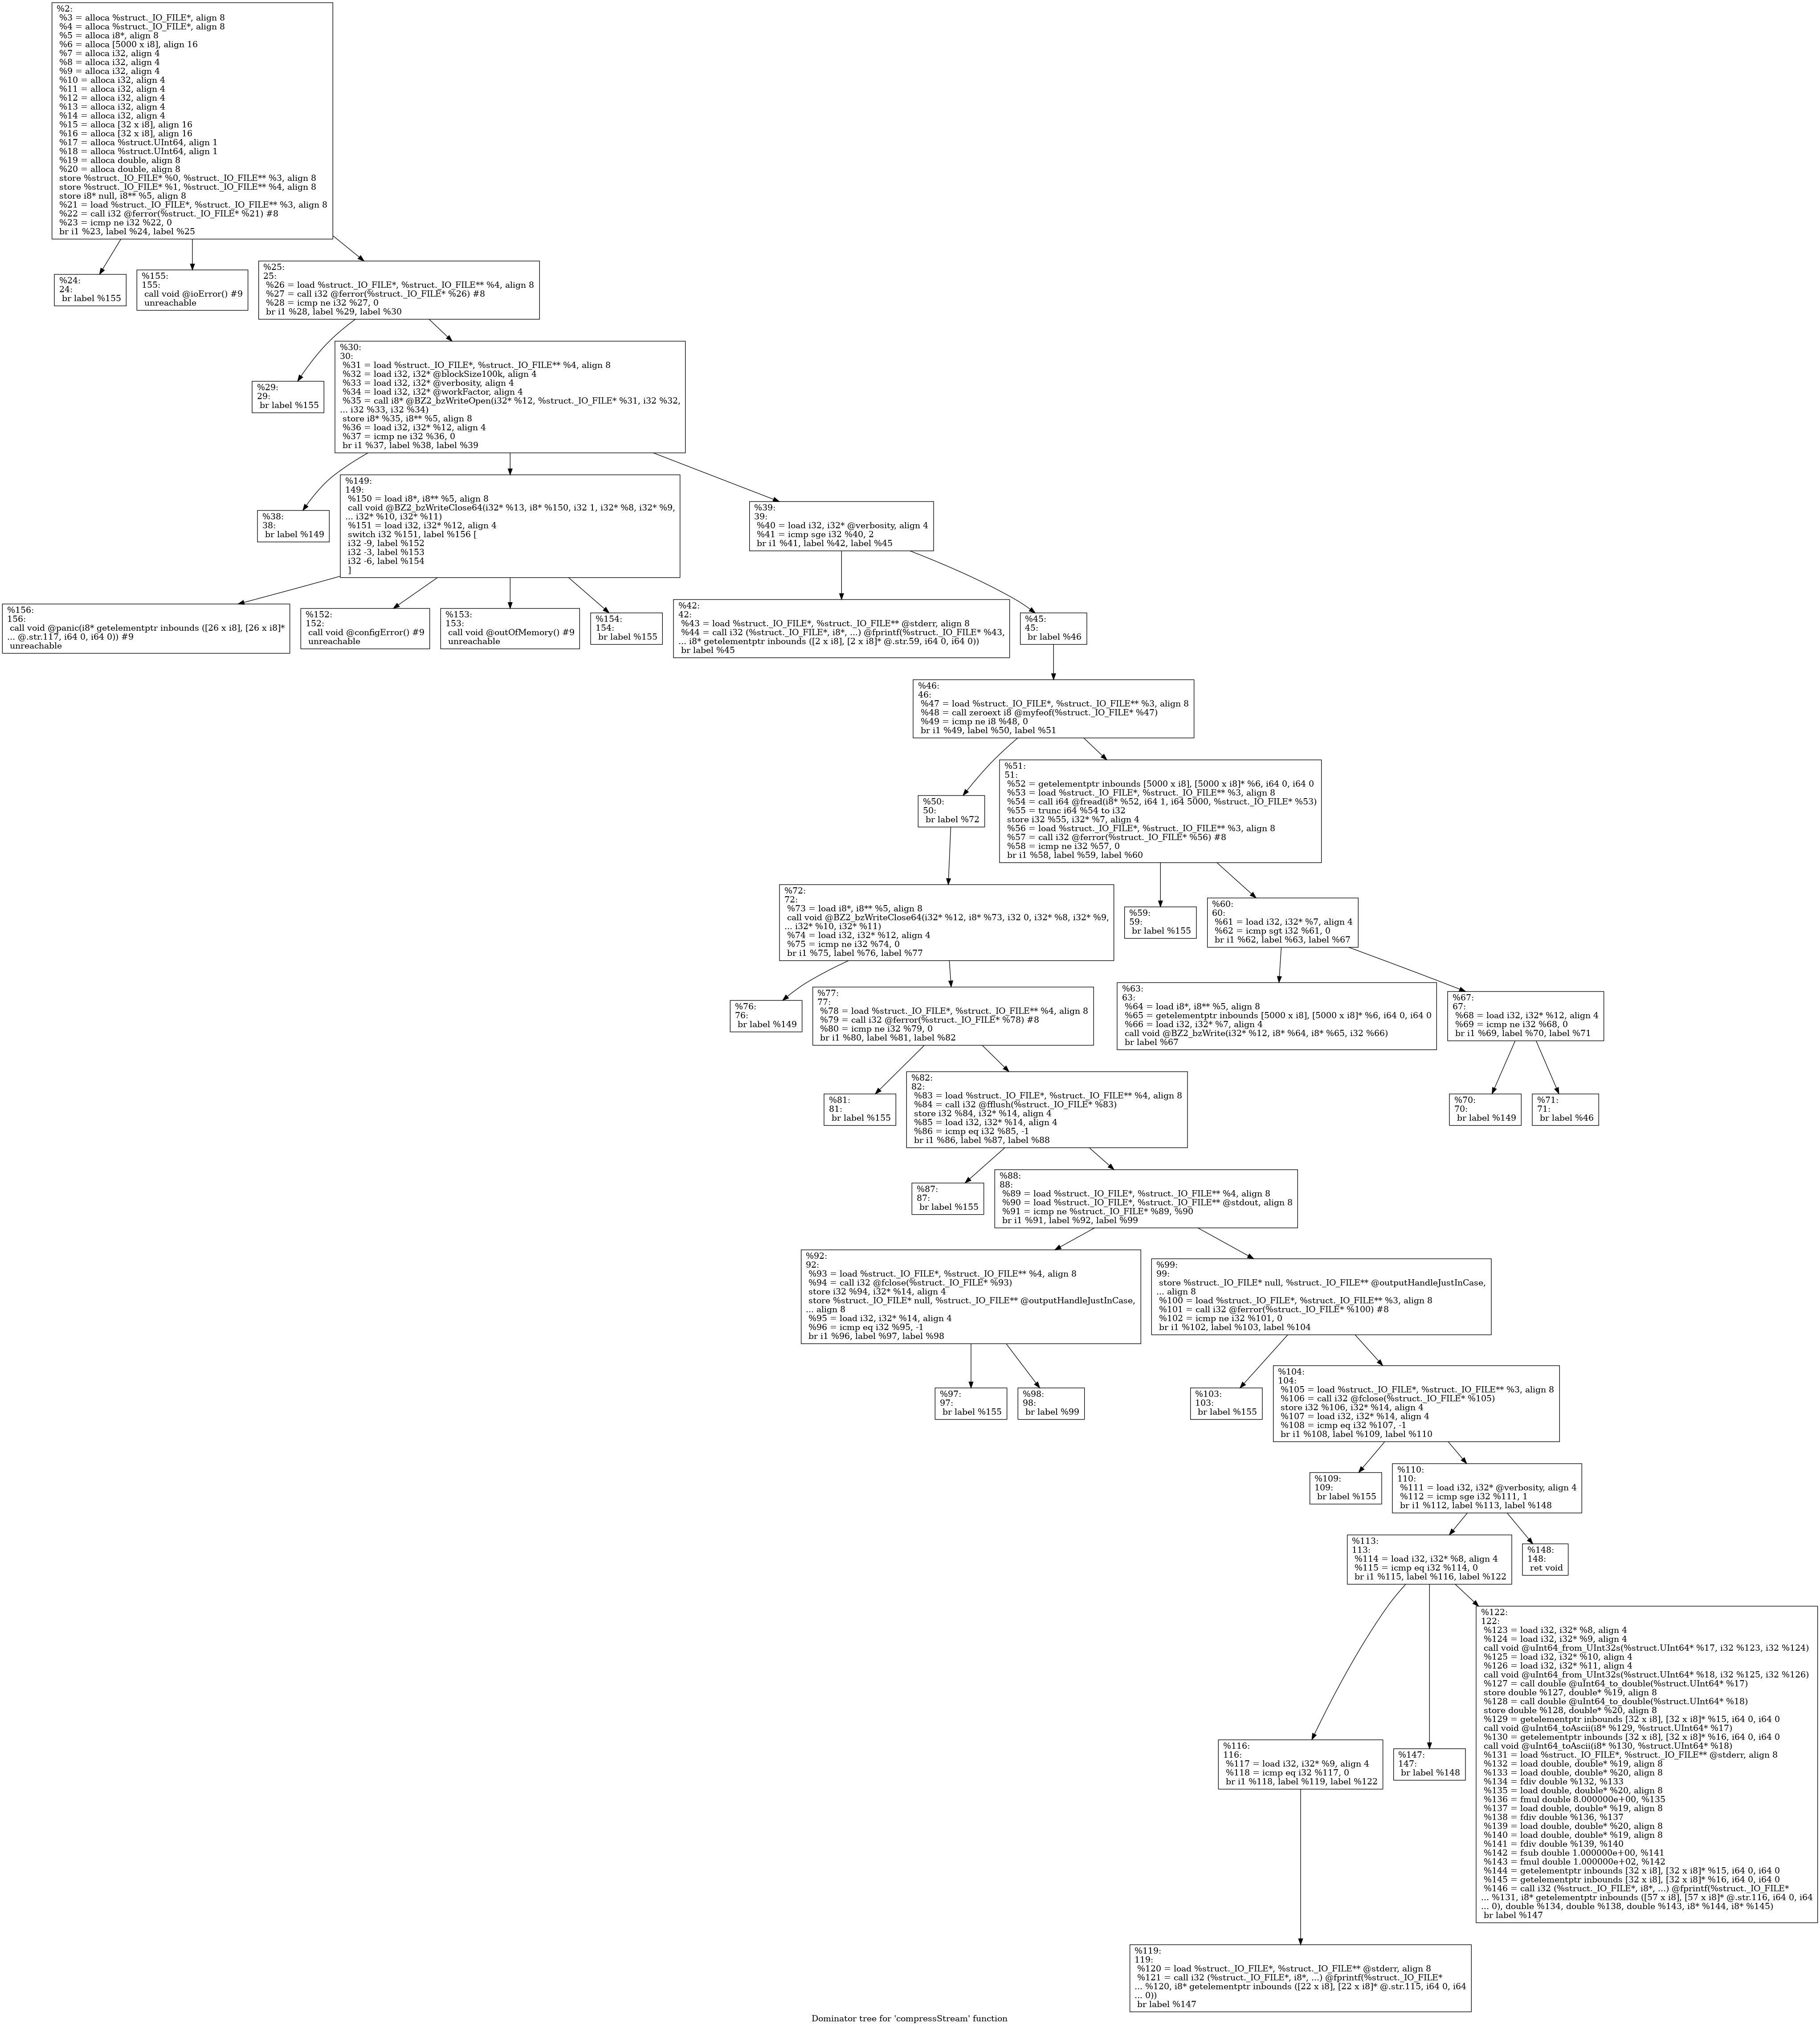 %2:
%3 = alloca %struct._IO_FILE*, align 8
%4 = alloca %struct._IO_FILE*, align 8
%5 = alloca i8*, align 8
%6 = alloca [5000 x i8], align 16
%7 = alloca i32, align 4
%8 = alloca i32, align 4
%9 = alloca i32, align 4
%10 = alloca i32, align 4
%11 = alloca i32, align 4
%12 = alloca i32, align 4
%13 = alloca i32, align 4
%14 = alloca i32, align 4
%15 = alloca [32 x i8], align 16
%16 = alloca [32 x i8], align 16
%17 = alloca %struct.UInt64, align 1
%18 = alloca %struct.UInt64, align 1
%19 = alloca double, align 8
%20 = alloca double, align 8
store %struct._IO_FILE* %0, %struct._IO_FILE** %3, align 8
store %struct._IO_FILE* %1, %struct._IO_FILE** %4, align 8
store i8* null, i8** %5, align 8
%21 = load %struct._IO_FILE*, %struct._IO_FILE** %3, align 8
%22 = call i32 @ferror(%struct._IO_FILE* %21) #8
%23 = icmp ne i32 %22, 0
br i1 %23, label %24, label %25
%24:
24:
br label %155
%155:
155:
call void @ioError() #9
unreachable
%25:
25:
%26 = load %struct._IO_FILE*, %struct._IO_FILE** %4, align 8
%27 = call i32 @ferror(%struct._IO_FILE* %26) #8
%28 = icmp ne i32 %27, 0
br i1 %28, label %29, label %30
%29:
29:
br label %155
%30:
30:
%31 = load %struct._IO_FILE*, %struct._IO_FILE** %4, align 8
%32 = load i32, i32* @blockSize100k, align 4
%33 = load i32, i32* @verbosity, align 4
%34 = load i32, i32* @workFactor, align 4
%35 = call i8* @BZ2_bzWriteOpen(i32* %12, %struct._IO_FILE* %31, i32 %32,
... i32 %33, i32 %34)
store i8* %35, i8** %5, align 8
%36 = load i32, i32* %12, align 4
%37 = icmp ne i32 %36, 0
br i1 %37, label %38, label %39
%38:
38:
br label %149
%149:
149:
%150 = load i8*, i8** %5, align 8
call void @BZ2_bzWriteClose64(i32* %13, i8* %150, i32 1, i32* %8, i32* %9,
... i32* %10, i32* %11)
%151 = load i32, i32* %12, align 4
switch i32 %151, label %156 [
i32 -9, label %152
i32 -3, label %153
i32 -6, label %154
]
%39:
39:
%40 = load i32, i32* @verbosity, align 4
%41 = icmp sge i32 %40, 2
br i1 %41, label %42, label %45
%156:
156:
call void @panic(i8* getelementptr inbounds ([26 x i8], [26 x i8]*
... @.str.117, i64 0, i64 0)) #9
unreachable
%152:
152:
call void @configError() #9
unreachable
%153:
153:
call void @outOfMemory() #9
unreachable
%154:
154:
br label %155
%42:
42:
%43 = load %struct._IO_FILE*, %struct._IO_FILE** @stderr, align 8
%44 = call i32 (%struct._IO_FILE*, i8*, ...) @fprintf(%struct._IO_FILE* %43,
... i8* getelementptr inbounds ([2 x i8], [2 x i8]* @.str.59, i64 0, i64 0))
br label %45
%45:
45:
br label %46
%46:
46:
%47 = load %struct._IO_FILE*, %struct._IO_FILE** %3, align 8
%48 = call zeroext i8 @myfeof(%struct._IO_FILE* %47)
%49 = icmp ne i8 %48, 0
br i1 %49, label %50, label %51
%50:
50:
br label %72
%51:
51:
%52 = getelementptr inbounds [5000 x i8], [5000 x i8]* %6, i64 0, i64 0
%53 = load %struct._IO_FILE*, %struct._IO_FILE** %3, align 8
%54 = call i64 @fread(i8* %52, i64 1, i64 5000, %struct._IO_FILE* %53)
%55 = trunc i64 %54 to i32
store i32 %55, i32* %7, align 4
%56 = load %struct._IO_FILE*, %struct._IO_FILE** %3, align 8
%57 = call i32 @ferror(%struct._IO_FILE* %56) #8
%58 = icmp ne i32 %57, 0
br i1 %58, label %59, label %60
%72:
72:
%73 = load i8*, i8** %5, align 8
call void @BZ2_bzWriteClose64(i32* %12, i8* %73, i32 0, i32* %8, i32* %9,
... i32* %10, i32* %11)
%74 = load i32, i32* %12, align 4
%75 = icmp ne i32 %74, 0
br i1 %75, label %76, label %77
%59:
59:
br label %155
%60:
60:
%61 = load i32, i32* %7, align 4
%62 = icmp sgt i32 %61, 0
br i1 %62, label %63, label %67
%76:
76:
br label %149
%77:
77:
%78 = load %struct._IO_FILE*, %struct._IO_FILE** %4, align 8
%79 = call i32 @ferror(%struct._IO_FILE* %78) #8
%80 = icmp ne i32 %79, 0
br i1 %80, label %81, label %82
%63:
63:
%64 = load i8*, i8** %5, align 8
%65 = getelementptr inbounds [5000 x i8], [5000 x i8]* %6, i64 0, i64 0
%66 = load i32, i32* %7, align 4
call void @BZ2_bzWrite(i32* %12, i8* %64, i8* %65, i32 %66)
br label %67
%67:
67:
%68 = load i32, i32* %12, align 4
%69 = icmp ne i32 %68, 0
br i1 %69, label %70, label %71
%81:
81:
br label %155
%82:
82:
%83 = load %struct._IO_FILE*, %struct._IO_FILE** %4, align 8
%84 = call i32 @fflush(%struct._IO_FILE* %83)
store i32 %84, i32* %14, align 4
%85 = load i32, i32* %14, align 4
%86 = icmp eq i32 %85, -1
br i1 %86, label %87, label %88
%70:
70:
br label %149
%71:
71:
br label %46
%87:
87:
br label %155
%88:
88:
%89 = load %struct._IO_FILE*, %struct._IO_FILE** %4, align 8
%90 = load %struct._IO_FILE*, %struct._IO_FILE** @stdout, align 8
%91 = icmp ne %struct._IO_FILE* %89, %90
br i1 %91, label %92, label %99
%92:
92:
%93 = load %struct._IO_FILE*, %struct._IO_FILE** %4, align 8
%94 = call i32 @fclose(%struct._IO_FILE* %93)
store i32 %94, i32* %14, align 4
store %struct._IO_FILE* null, %struct._IO_FILE** @outputHandleJustInCase,
... align 8
%95 = load i32, i32* %14, align 4
%96 = icmp eq i32 %95, -1
br i1 %96, label %97, label %98
%99:
99:
store %struct._IO_FILE* null, %struct._IO_FILE** @outputHandleJustInCase,
... align 8
%100 = load %struct._IO_FILE*, %struct._IO_FILE** %3, align 8
%101 = call i32 @ferror(%struct._IO_FILE* %100) #8
%102 = icmp ne i32 %101, 0
br i1 %102, label %103, label %104
%97:
97:
br label %155
%98:
98:
br label %99
%103:
103:
br label %155
%104:
104:
%105 = load %struct._IO_FILE*, %struct._IO_FILE** %3, align 8
%106 = call i32 @fclose(%struct._IO_FILE* %105)
store i32 %106, i32* %14, align 4
%107 = load i32, i32* %14, align 4
%108 = icmp eq i32 %107, -1
br i1 %108, label %109, label %110
%109:
109:
br label %155
%110:
110:
%111 = load i32, i32* @verbosity, align 4
%112 = icmp sge i32 %111, 1
br i1 %112, label %113, label %148
%113:
113:
%114 = load i32, i32* %8, align 4
%115 = icmp eq i32 %114, 0
br i1 %115, label %116, label %122
%148:
148:
ret void
%122:
122:
%123 = load i32, i32* %8, align 4
%124 = load i32, i32* %9, align 4
call void @uInt64_from_UInt32s(%struct.UInt64* %17, i32 %123, i32 %124)
%125 = load i32, i32* %10, align 4
%126 = load i32, i32* %11, align 4
call void @uInt64_from_UInt32s(%struct.UInt64* %18, i32 %125, i32 %126)
%127 = call double @uInt64_to_double(%struct.UInt64* %17)
store double %127, double* %19, align 8
%128 = call double @uInt64_to_double(%struct.UInt64* %18)
store double %128, double* %20, align 8
%129 = getelementptr inbounds [32 x i8], [32 x i8]* %15, i64 0, i64 0
call void @uInt64_toAscii(i8* %129, %struct.UInt64* %17)
%130 = getelementptr inbounds [32 x i8], [32 x i8]* %16, i64 0, i64 0
call void @uInt64_toAscii(i8* %130, %struct.UInt64* %18)
%131 = load %struct._IO_FILE*, %struct._IO_FILE** @stderr, align 8
%132 = load double, double* %19, align 8
%133 = load double, double* %20, align 8
%134 = fdiv double %132, %133
%135 = load double, double* %20, align 8
%136 = fmul double 8.000000e+00, %135
%137 = load double, double* %19, align 8
%138 = fdiv double %136, %137
%139 = load double, double* %20, align 8
%140 = load double, double* %19, align 8
%141 = fdiv double %139, %140
%142 = fsub double 1.000000e+00, %141
%143 = fmul double 1.000000e+02, %142
%144 = getelementptr inbounds [32 x i8], [32 x i8]* %15, i64 0, i64 0
%145 = getelementptr inbounds [32 x i8], [32 x i8]* %16, i64 0, i64 0
%146 = call i32 (%struct._IO_FILE*, i8*, ...) @fprintf(%struct._IO_FILE*
... %131, i8* getelementptr inbounds ([57 x i8], [57 x i8]* @.str.116, i64 0, i64
... 0), double %134, double %138, double %143, i8* %144, i8* %145)
br label %147
%116:
116:
%117 = load i32, i32* %9, align 4
%118 = icmp eq i32 %117, 0
br i1 %118, label %119, label %122
%147:
147:
br label %148
%119:
119:
%120 = load %struct._IO_FILE*, %struct._IO_FILE** @stderr, align 8
%121 = call i32 (%struct._IO_FILE*, i8*, ...) @fprintf(%struct._IO_FILE*
... %120, i8* getelementptr inbounds ([22 x i8], [22 x i8]* @.str.115, i64 0, i64
... 0))
br label %147
Dominator tree for 'compressStream' function